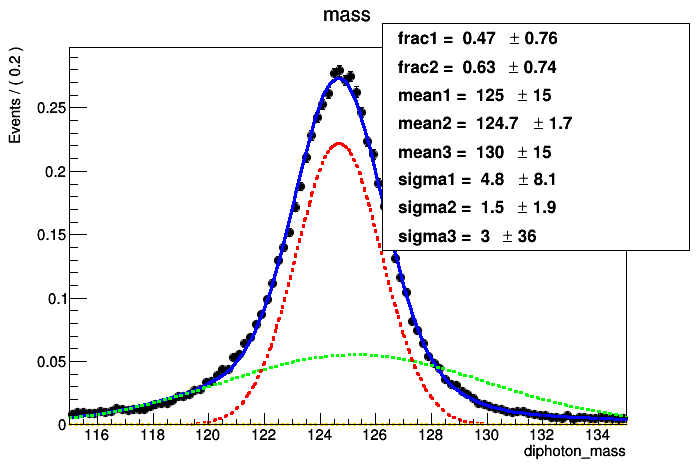 mass
frac1 = 0.47 ± 0.76
frac2 = 0.63 ± 0.74
mean1 = 125 ± 15
mean2 = 124.7 ± 1.7
mean3 = 130 ± 15
sigma1 = 4.8 ± 8.1
sigma2 = 1.5 ± 1.9
sigma3 = 3 ± 36
Events / ( 0.2 )
0.25
0.2
0.15
0.1
0.05
0
116 118 120 122 124 126 128 130 132 134
diphoton_mass